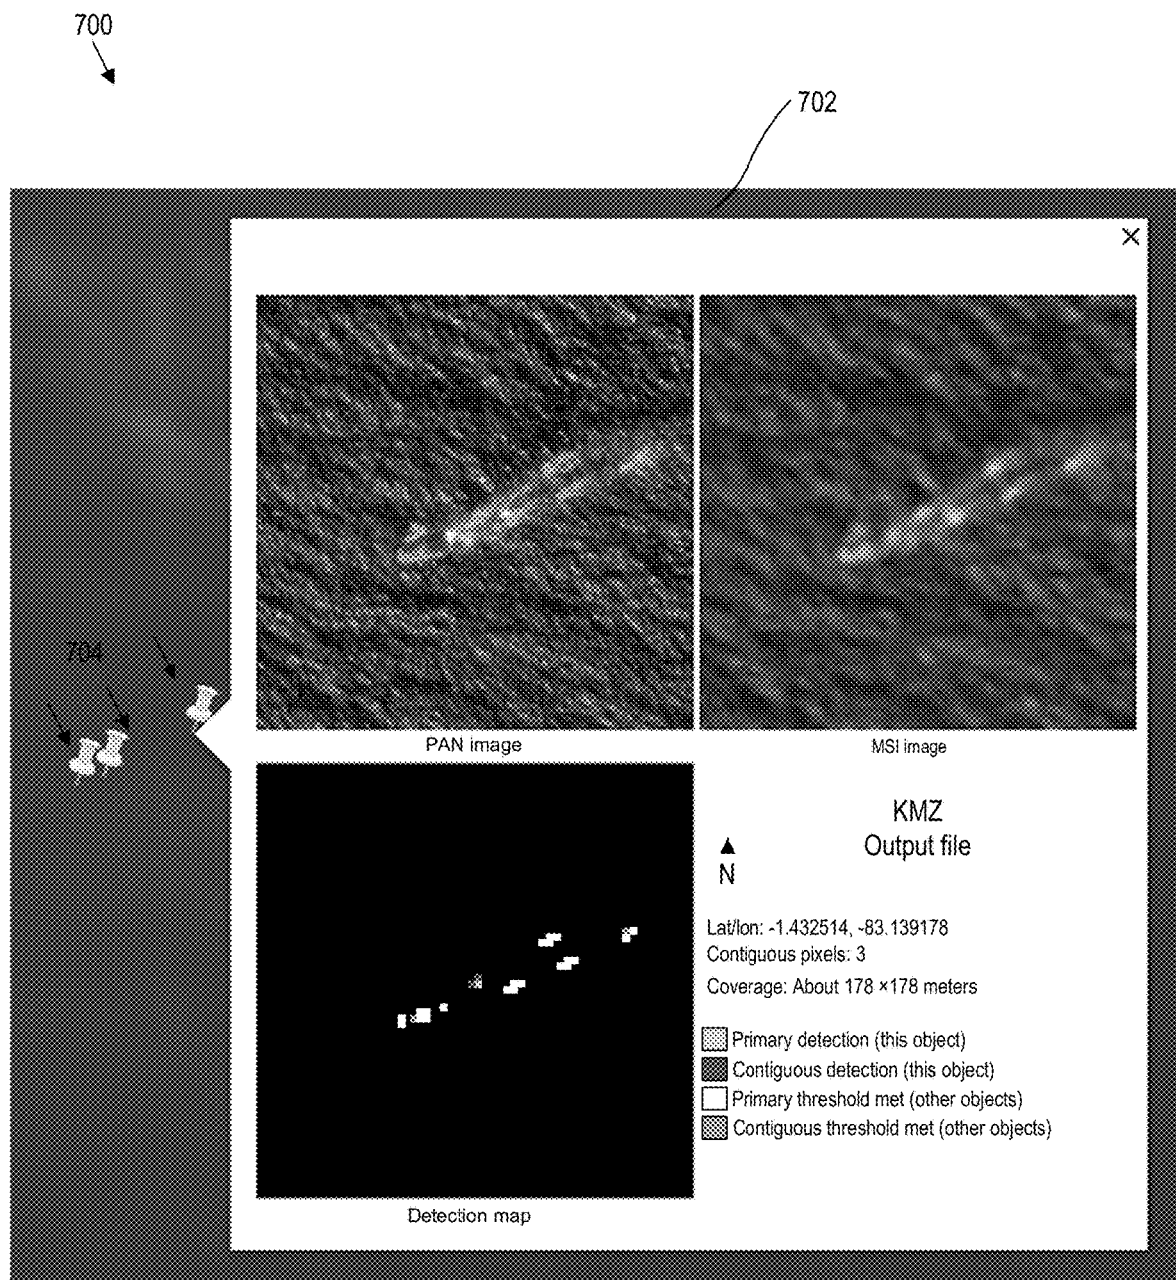 700
702
×
PAN image
MSI image
704
KMZ
Output file
N
Lat/lon: -1.432514, -83.139178
Contiguous pixels: 3
Coverage: About 178 ×178 meters
Primary detection (this object)
Contiguous detection (this object)
Primary threshold met (other objects)
Contiguous threshold met (other objects)
Detection map